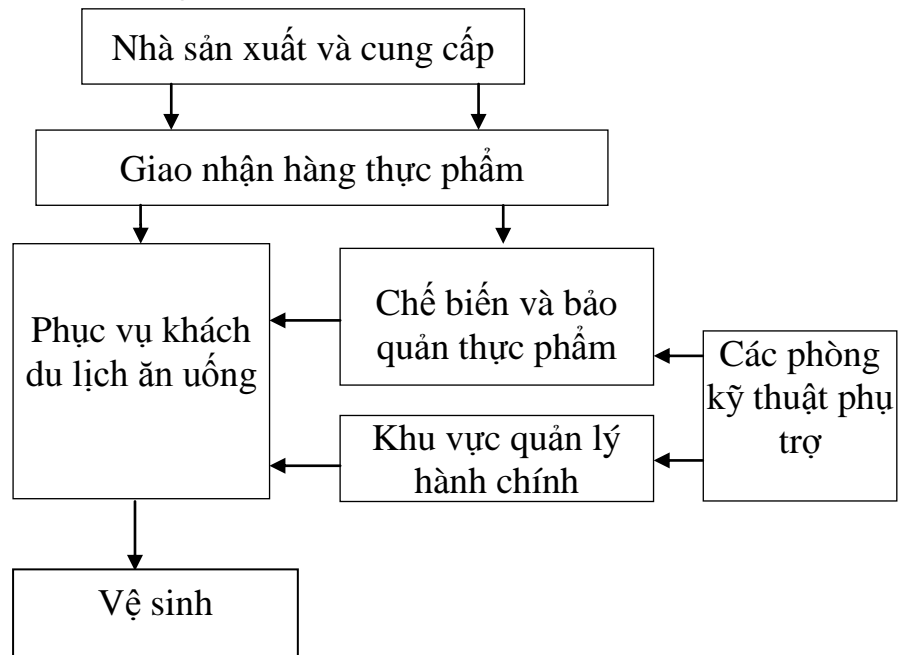 Nhà sản xuất và cung cấp
Giao nhận hàng thực phẩm
Phục vụ khách
du lịch ăn uống
Chế biến và bảo
quản thực phẩm
Các phòng
kỹ thuật phụ
trợ
Khu vực quản lý
hành chính
Vệ sinh